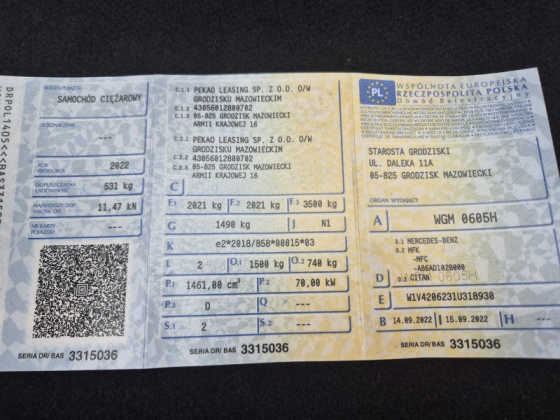 DRPOL1405<<<BAS331503
RODZAJ POJAZDU
SAMOCHÓD CIĘŻAROWY
PRZEZNACZENIE
---
ROK PRODUKCJI
2022
DOPUSZCZALNA ŁADOWNOŚĆ
531 kg
NAJWIĘKSZY DOP. NACISK OSI
11,47 kN
NR KARTY POJAZDU
---
SERIA DR/ BAS 3315036
C.1.1 PEKAO LEASING SP. Z O.O. O/W
GRODZISKU MAZOWIECKIM
C.1.2 43056012800702
C.1.3 05-825 GRODZISK MAZOWIECKI
ARMII KRAJOWEJ 16
C.2.1 PEKAO LEASING SP. Z O.O. O/W
GRODZISKU MAZOWIECKIM
C.2.2 43056012800702
C.2.3 05-825 GRODZISK MAZOWIECKI
ARMII KRAJOWEJ 16
C
F.1 2021 kg F.2 2021 kg F.3 3500 kg
G 1490 kg J N1
K e2*2018/858*00015*03
L 2 O.1 1500 kg O.2 740 kg
P.1 1461,00 cm³ P.2 70,00 kW
P.3 D Q ---
S.1 2 S.2 ---
SERIA DR/ BAS 3315036
PL
WSPÓLNOTA EUROPEJSKA
RZECZPOSPOLITA POLSKA
Dowód Rejestracyjny
STAROSTA GRODZISKI
UL. DALEKA 11A
05-825 GRODZISK MAZOWIECKI
ORGAN WYDAJĄCY
A WGM 0605H
D.1 MERCEDES-BENZ
D.2 MFK
-MFC
-AB6AD102B000
D D.3 CITAN 0605H
E W1V4206231U318930
B 14.09.2022 I 15.09.2022 H ---
SERIA DR/ BAS 3315036